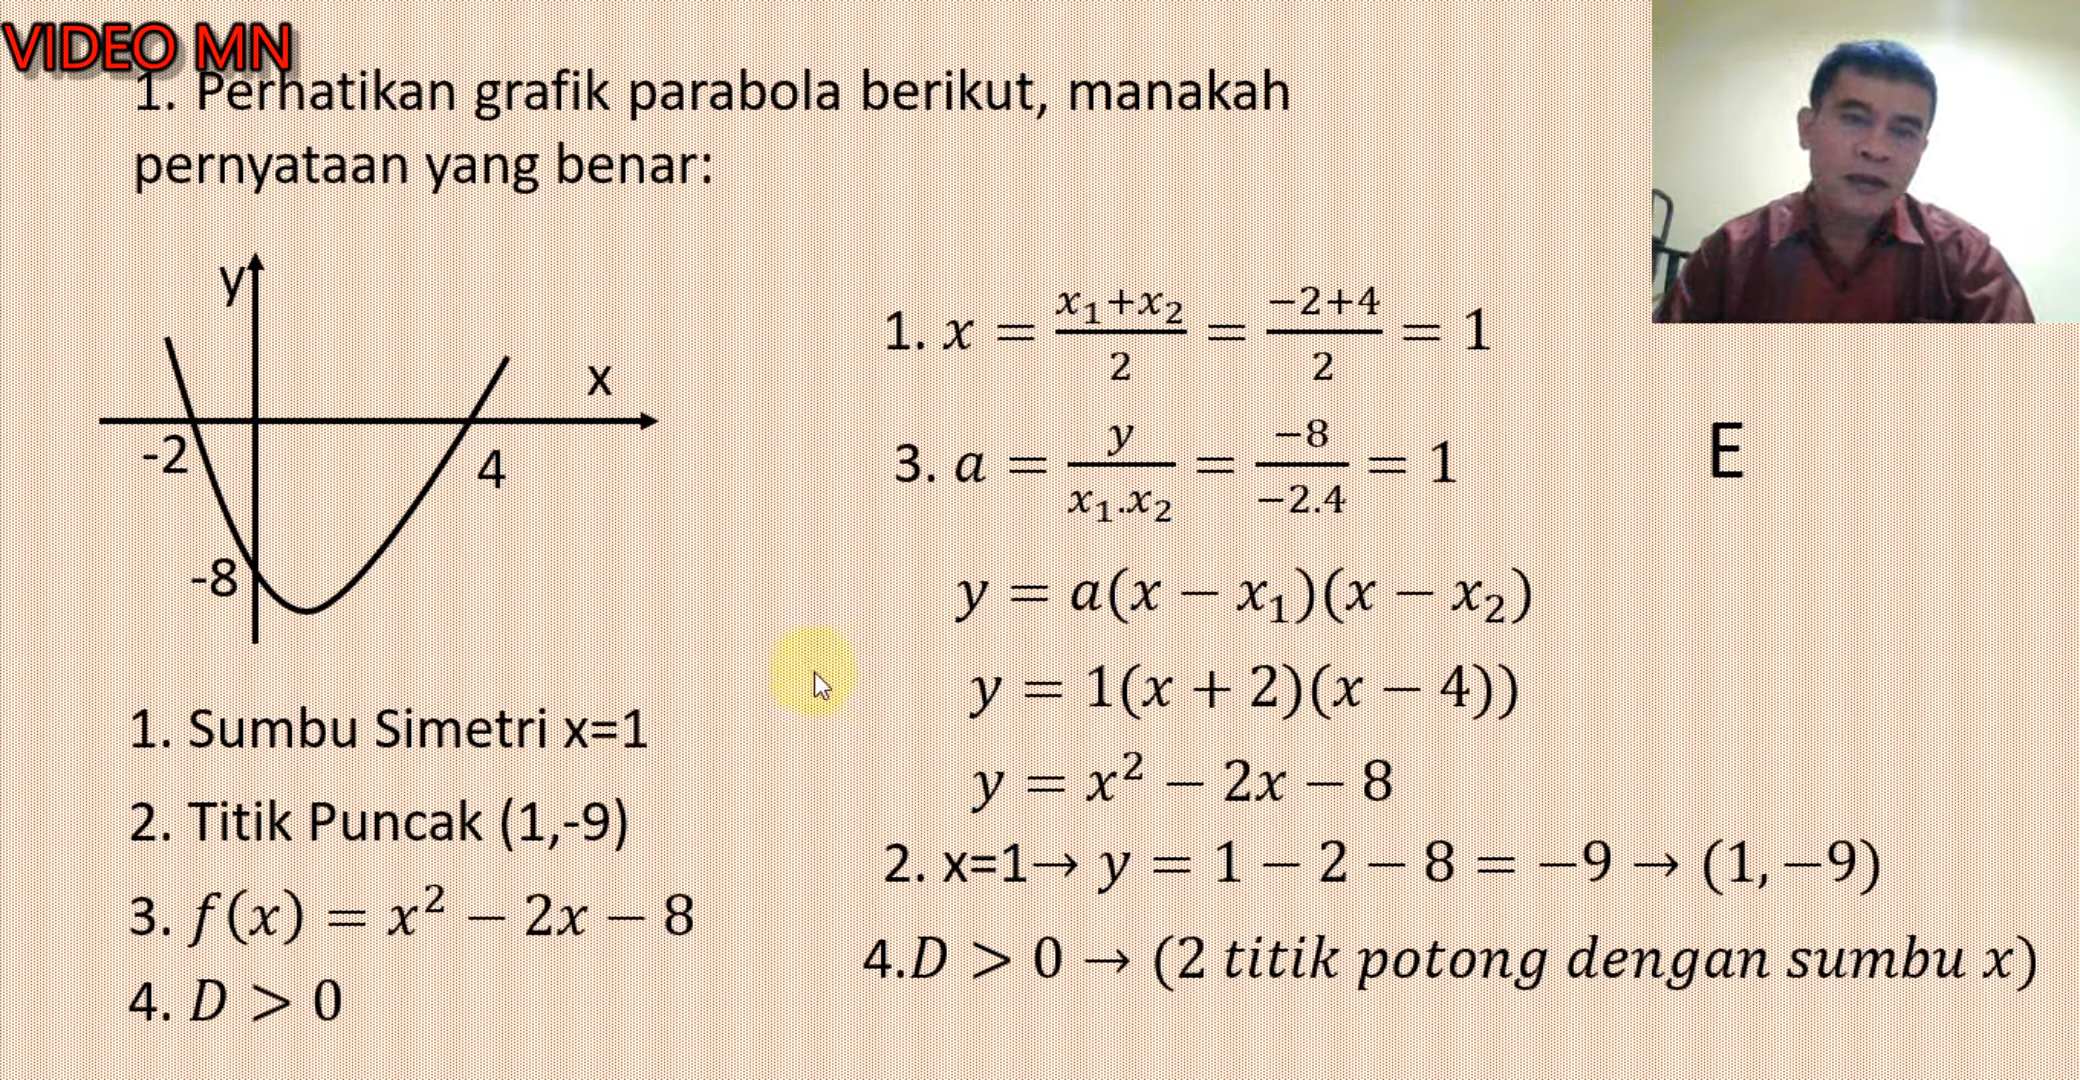 VIDEO MN
1. Perhatikan grafik parabola berikut, manakah
pernyataan yang benar:
y
x
-2
4
-8
1. Sumbu Simetri x=1
2. Titik Puncak (1,-9)
3. f(x) = x² − 2x − 8
4. D > 0
1. x = (x₁+x₂)/2 = (−2+4)/2 = 1
3. a = y/(x₁.x₂) = −8/(−2.4) = 1
y = a(x − x₁)(x − x₂)
y = 1(x + 2)(x − 4))
y = x² − 2x − 8
2. x=1→ y = 1 − 2 − 8 = −9 → (1, −9)
4.D > 0 → (2 titik potong dengan sumbu x)
E